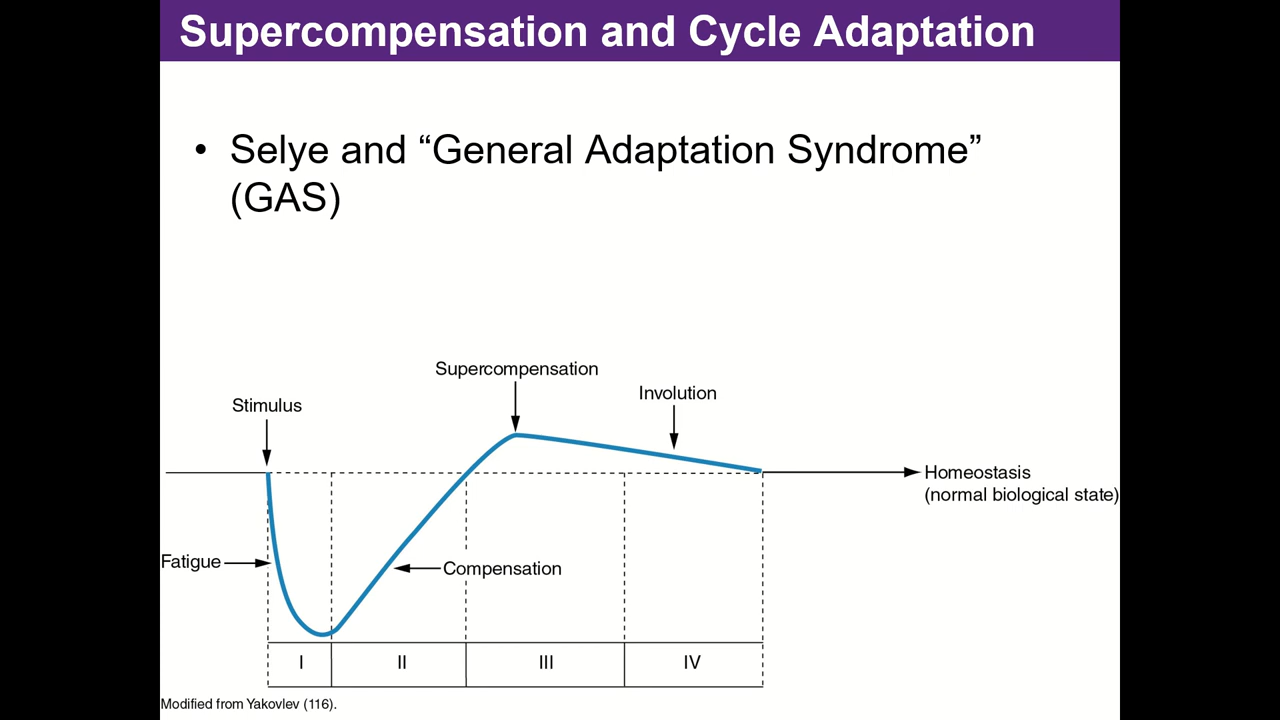 Supercompensation and Cycle Adaptation
• Selye and “General Adaptation Syndrome”
(GAS)
Supercompensation
Involution
Stimulus
Homeostasis
(normal biological state)
Fatigue
Compensation
I II III IV
Modified from Yakovlev (116).